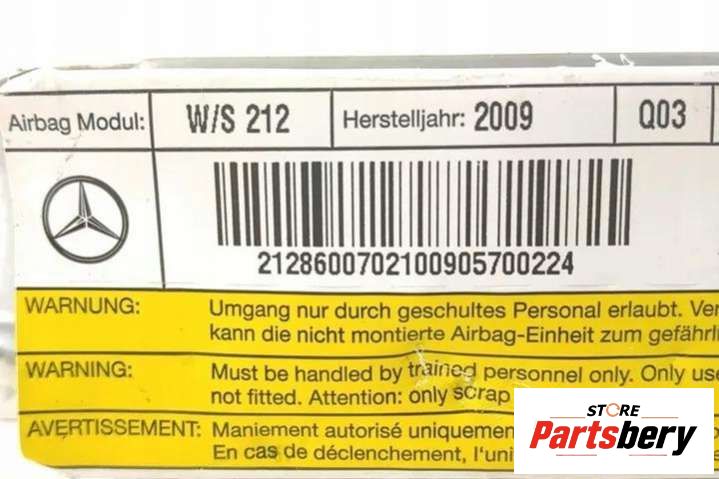 Airbag Modul: W/S 212 Herstelljahr: 2009 Q03
2128600702100905700224
WARNUNG: Umgang nur durch geschultes Personal erlaubt.
kann die nicht montierte Airbag-Einheit zum
WARNING: Must be handled by trained personnel only. Only
not fitted. Attention: only scrap
AVERTISSEMENT: Maniement autorisé
En cas de déclenchement,
STORE
Partsbery